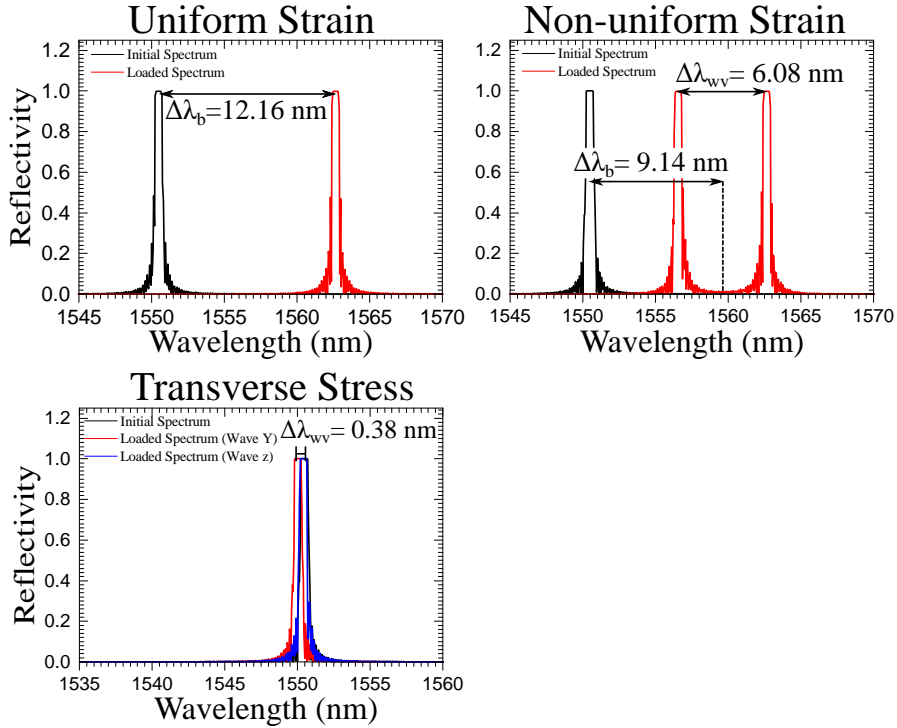 Uniform Strain
Initial Spectrum
Loaded Spectrum
Δλb=12.16 nm
Reflectivity
1.2
1.0
0.8
0.6
0.4
0.2
0.0
1545 1550 1555 1560 1565 1570
Wavelength (nm)
Non-uniform Strain
Initial Spectrum
Loaded Spectrum
Δλwv= 6.08 nm
Δλb= 9.14 nm
1.2
1.0
0.8
0.6
0.4
0.2
0.0
1545 1550 1555 1560 1565 1570
Wavelength (nm)
Transverse Stress
Initial Spectrum
Loaded Spectrum (Wave Y)
Loaded Spectrum (Wave z)
Δλwv= 0.38 nm
Reflectivity
1.2
1.0
0.8
0.6
0.4
0.2
0.0
1535 1540 1545 1550 1555 1560
Wavelength (nm)